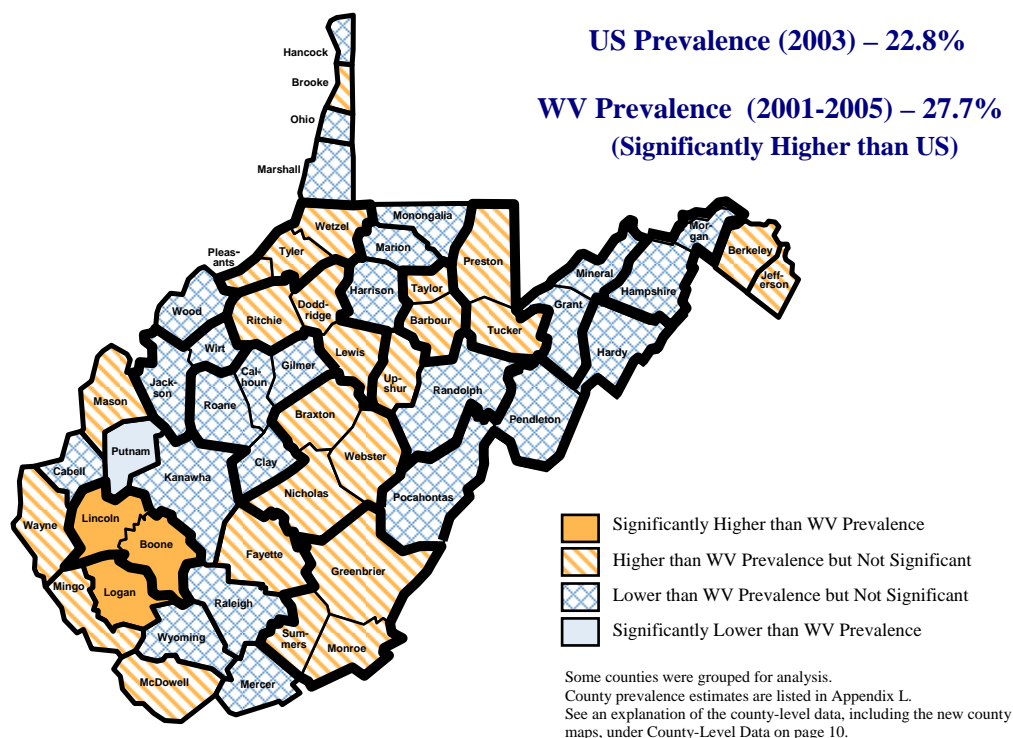 US Prevalence (2003) – 22.8%
WV Prevalence (2001-2005) – 27.7%
(Significantly Higher than US)
Hancock
Brooke
Ohio
Marshall
Wetzel
Monongalia
Marion
Tyler
Pleas-
ants
Preston
Mor-
gan
Berkeley
Jeff-
erson
Mineral
Hampshire
Grant
Hardy
Wood
Ritchie
Dodd-
ridge
Harrison
Taylor
Barbour
Tucker
Wirt
Lewis
Gilmer
Cal-
houn
Up-
shur
Randolph
Pendleton
Jack-
son
Roane
Mason
Braxton
Webster
Putnam
Cabell
Kanawha
Clay
Nicholas
Pocahontas
Wayne
Lincoln
Boone
Fayette
Greenbrier
Mingo
Logan
Raleigh
Wyoming
Sum-
mers
Monroe
McDowell
Mercer
Significantly Higher than WV Prevalence
Higher than WV Prevalence but Not Significant
Lower than WV Prevalence but Not Significant
Significantly Lower than WV Prevalence
Some counties were grouped for analysis.
County prevalence estimates are listed in Appendix L.
See an explanation of the county-level data, including the new county
maps, under County-Level Data on page 10.